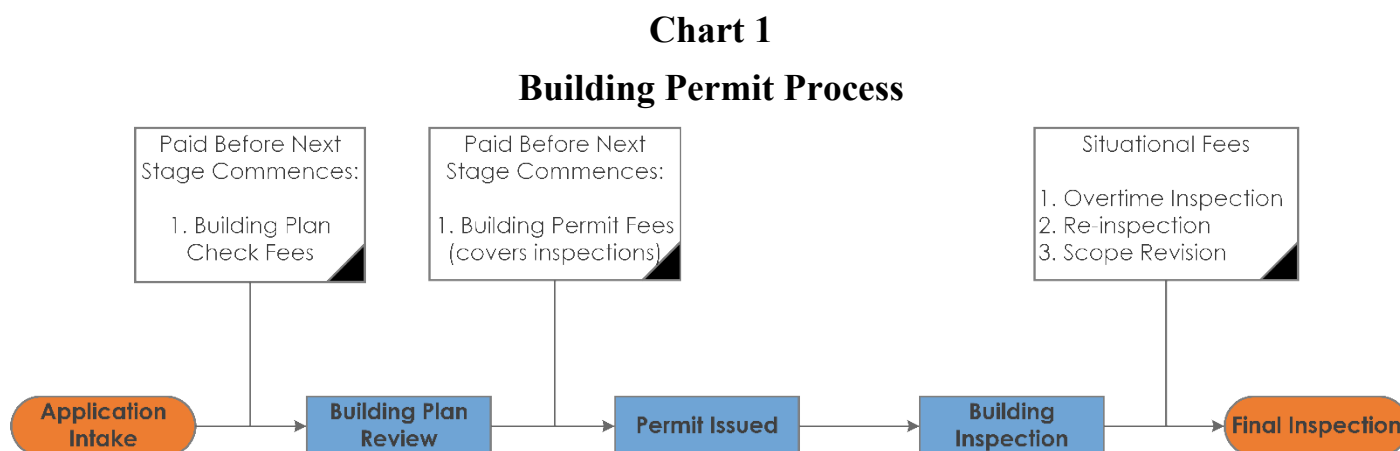 Chart 1
Building Permit Process
Paid Before Next
Stage Commences:
1. Building Plan
Check Fees
Paid Before Next
Stage Commences:
1. Building Permit Fees
(covers inspections)
Situational Fees
1. Overtime Inspection
2. Re-inspection
3. Scope Revision
Application
Intake
Building Plan
Review
Permit Issued
Building
Inspection
Final Inspection